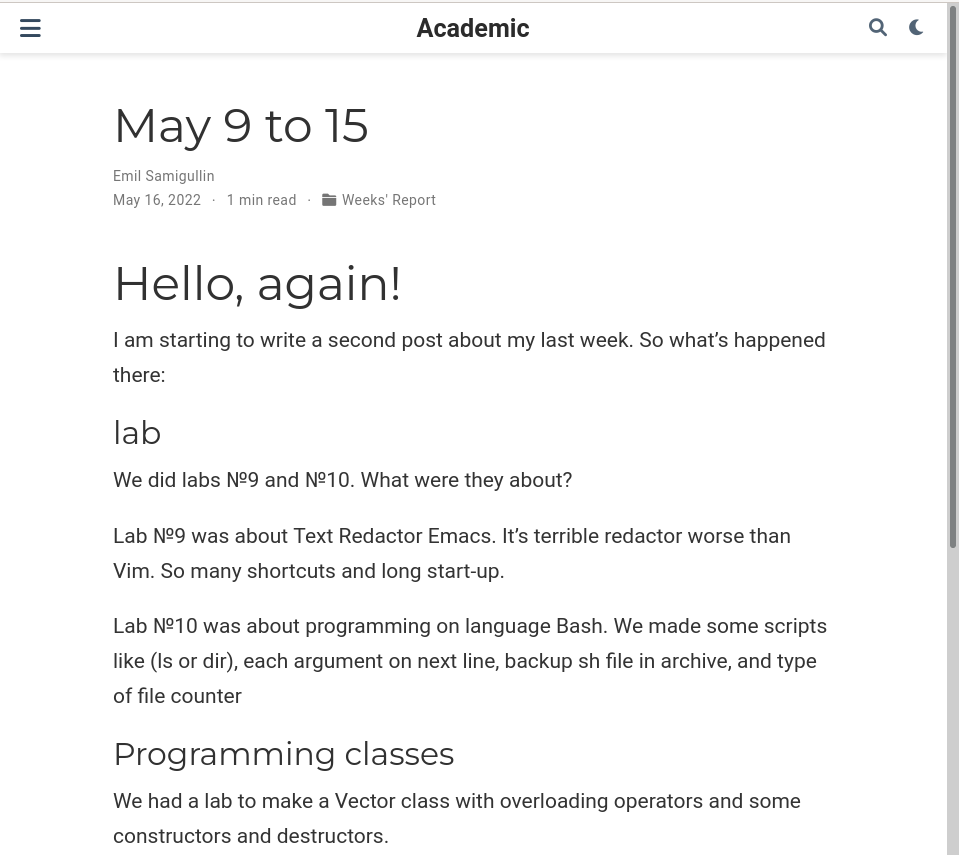 Academic
May 9 to 15
Emil Samigullin
May 16, 2022 · 1 min read · Weeks' Report
Hello, again!
I am starting to write a second post about my last week. So what’s happened
there:
lab
We did labs №9 and №10. What were they about?
Lab №9 was about Text Redactor Emacs. It’s terrible redactor worse than
Vim. So many shortcuts and long start-up.
Lab №10 was about programming on language Bash. We made some scripts
like (ls or dir), each argument on next line, backup sh file in archive, and type
of file counter
Programming classes
We had a lab to make a Vector class with overloading operators and some
constructors and destructors.